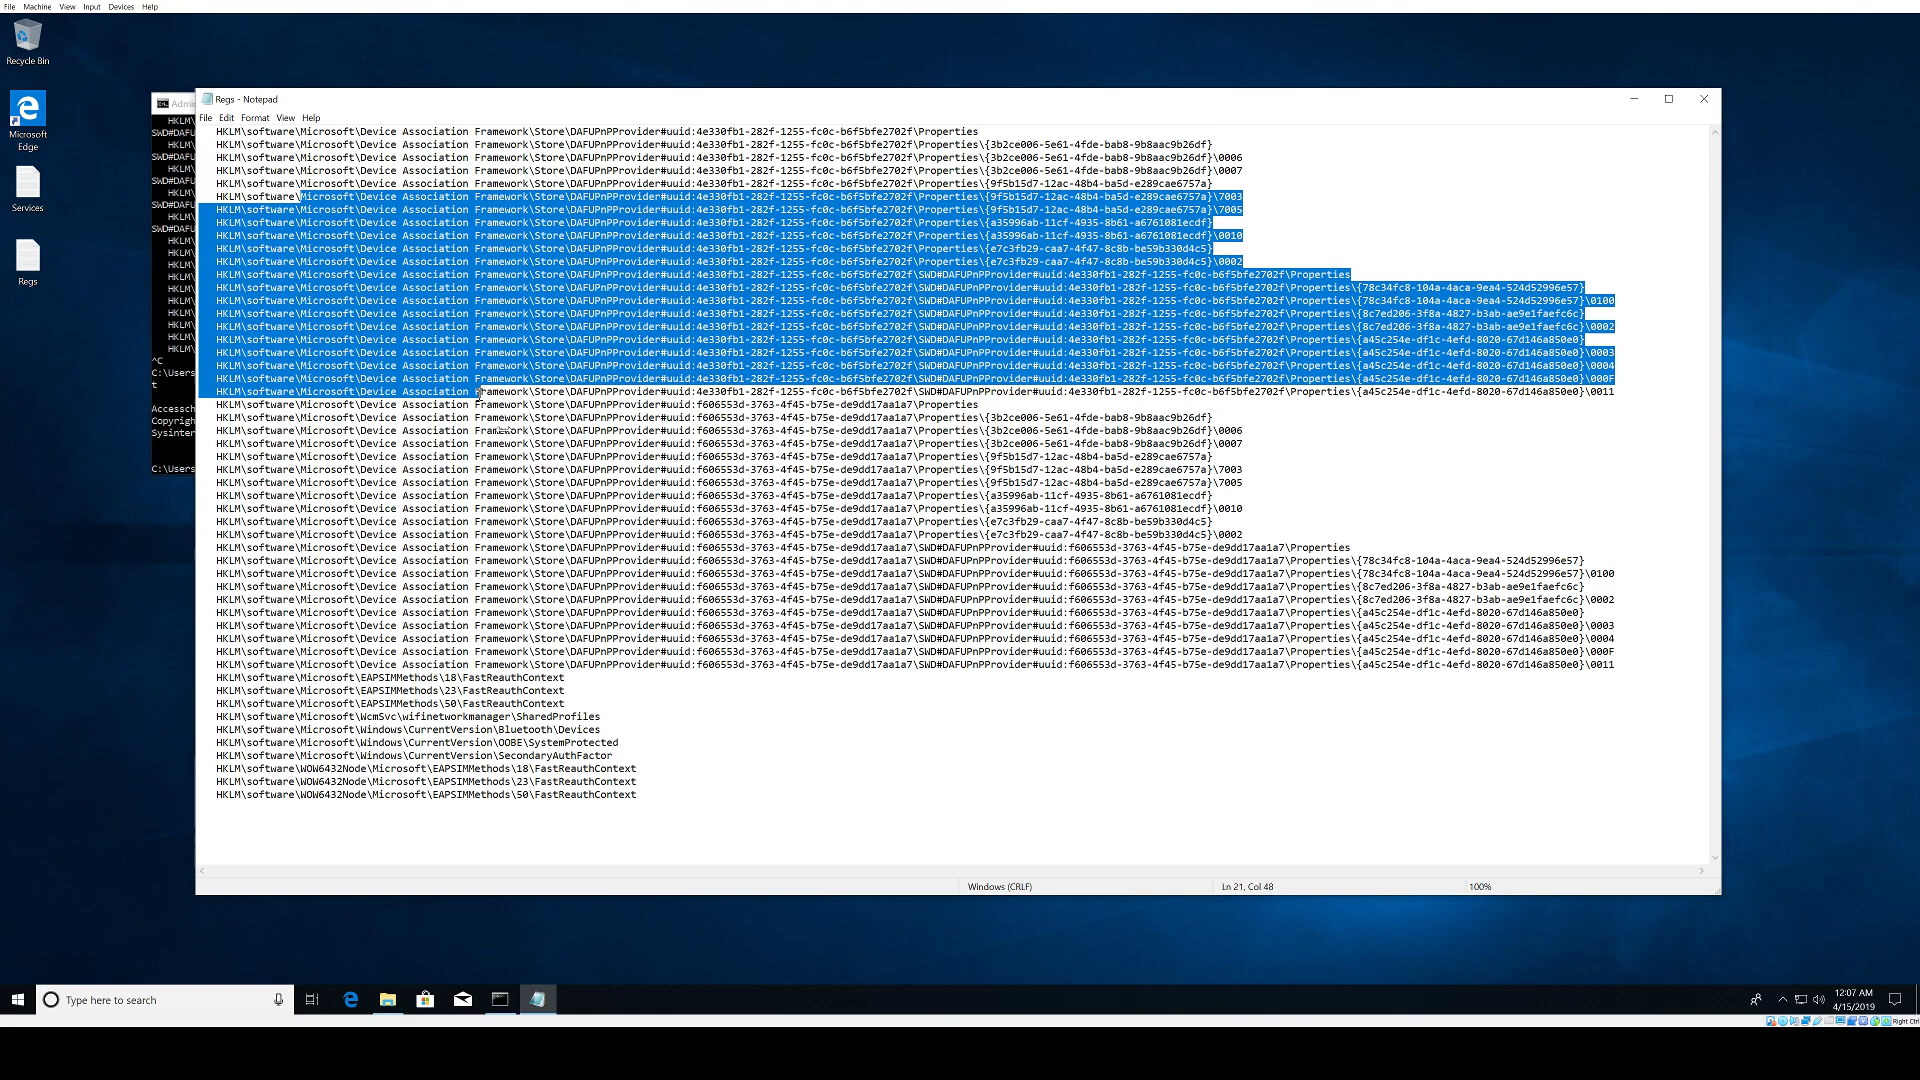 File Machine View Input Devices Help
Recycle Bin
Microsoft
Edge
Services
Regs
Regs - Notepad
File Edit Format View Help
HKLM\software\Microsoft\Device Association Framework\Store\DAFUPnPProvider#uuid:4e330fb1-282f-1255-fc0c-b6f5bfe2702f\Properties
HKLM\software\Microsoft\Device Association Framework\Store\DAFUPnPProvider#uuid:4e330fb1-282f-1255-fc0c-b6f5bfe2702f\Properties\{3b2ce006-5e61-4fde-bab8-9b8aac9b26df}
HKLM\software\Microsoft\Device Association Framework\Store\DAFUPnPProvider#uuid:4e330fb1-282f-1255-fc0c-b6f5bfe2702f\Properties\{3b2ce006-5e61-4fde-bab8-9b8aac9b26df}\0006
HKLM\software\Microsoft\Device Association Framework\Store\DAFUPnPProvider#uuid:4e330fb1-282f-1255-fc0c-b6f5bfe2702f\Properties\{3b2ce006-5e61-4fde-bab8-9b8aac9b26df}\0007
HKLM\software\Microsoft\Device Association Framework\Store\DAFUPnPProvider#uuid:4e330fb1-282f-1255-fc0c-b6f5bfe2702f\Properties\{9f5b15d7-12ac-48b4-ba5d-e289cae6757a}
HKLM\software\Microsoft\Device Association Framework\Store\DAFUPnPProvider#uuid:4e330fb1-282f-1255-fc0c-b6f5bfe2702f\Properties\{9f5b15d7-12ac-48b4-ba5d-e289cae6757a}\7003
HKLM\software\Microsoft\Device Association Framework\Store\DAFUPnPProvider#uuid:4e330fb1-282f-1255-fc0c-b6f5bfe2702f\Properties\{9f5b15d7-12ac-48b4-ba5d-e289cae6757a}\7005
HKLM\software\Microsoft\Device Association Framework\Store\DAFUPnPProvider#uuid:4e330fb1-282f-1255-fc0c-b6f5bfe2702f\Properties\{a35996ab-11cf-4935-8b61-a6761081ecdf}
HKLM\software\Microsoft\Device Association Framework\Store\DAFUPnPProvider#uuid:4e330fb1-282f-1255-fc0c-b6f5bfe2702f\Properties\{a35996ab-11cf-4935-8b61-a6761081ecdf}\0010
HKLM\software\Microsoft\Device Association Framework\Store\DAFUPnPProvider#uuid:4e330fb1-282f-1255-fc0c-b6f5bfe2702f\Properties\{e7c3fb29-caa7-4f47-8c8b-be59b330d4c5}
HKLM\software\Microsoft\Device Association Framework\Store\DAFUPnPProvider#uuid:4e330fb1-282f-1255-fc0c-b6f5bfe2702f\Properties\{e7c3fb29-caa7-4f47-8c8b-be59b330d4c5}\0002
HKLM\software\Microsoft\Device Association Framework\Store\DAFUPnPProvider#uuid:4e330fb1-282f-1255-fc0c-b6f5bfe2702f\SWD#DAFUPnPProvider#uuid:4e330fb1-282f-1255-fc0c-b6f5bfe2702f\Properties
HKLM\software\Microsoft\Device Association Framework\Store\DAFUPnPProvider#uuid:4e330fb1-282f-1255-fc0c-b6f5bfe2702f\SWD#DAFUPnPProvider#uuid:4e330fb1-282f-1255-fc0c-b6f5bfe2702f\Properties\{78c34fc8-104a-4aca-9ea4-524d52996e57}
HKLM\software\Microsoft\Device Association Framework\Store\DAFUPnPProvider#uuid:4e330fb1-282f-1255-fc0c-b6f5bfe2702f\SWD#DAFUPnPProvider#uuid:4e330fb1-282f-1255-fc0c-b6f5bfe2702f\Properties\{78c34fc8-104a-4aca-9ea4-524d52996e57}\0100
HKLM\software\Microsoft\Device Association Framework\Store\DAFUPnPProvider#uuid:4e330fb1-282f-1255-fc0c-b6f5bfe2702f\SWD#DAFUPnPProvider#uuid:4e330fb1-282f-1255-fc0c-b6f5bfe2702f\Properties\{8c7ed206-3f8a-4827-b3ab-ae9e1faefc6c}
HKLM\software\Microsoft\Device Association Framework\Store\DAFUPnPProvider#uuid:4e330fb1-282f-1255-fc0c-b6f5bfe2702f\SWD#DAFUPnPProvider#uuid:4e330fb1-282f-1255-fc0c-b6f5bfe2702f\Properties\{8c7ed206-3f8a-4827-b3ab-ae9e1faefc6c}\0002
HKLM\software\Microsoft\Device Association Framework\Store\DAFUPnPProvider#uuid:4e330fb1-282f-1255-fc0c-b6f5bfe2702f\SWD#DAFUPnPProvider#uuid:4e330fb1-282f-1255-fc0c-b6f5bfe2702f\Properties\{a45c254e-df1c-4efd-8020-67d146a850e0}
HKLM\software\Microsoft\Device Association Framework\Store\DAFUPnPProvider#uuid:4e330fb1-282f-1255-fc0c-b6f5bfe2702f\SWD#DAFUPnPProvider#uuid:4e330fb1-282f-1255-fc0c-b6f5bfe2702f\Properties\{a45c254e-df1c-4efd-8020-67d146a850e0}\0003
HKLM\software\Microsoft\Device Association Framework\Store\DAFUPnPProvider#uuid:4e330fb1-282f-1255-fc0c-b6f5bfe2702f\SWD#DAFUPnPProvider#uuid:4e330fb1-282f-1255-fc0c-b6f5bfe2702f\Properties\{a45c254e-df1c-4efd-8020-67d146a850e0}\0004
HKLM\software\Microsoft\Device Association Framework\Store\DAFUPnPProvider#uuid:4e330fb1-282f-1255-fc0c-b6f5bfe2702f\SWD#DAFUPnPProvider#uuid:4e330fb1-282f-1255-fc0c-b6f5bfe2702f\Properties\{a45c254e-df1c-4efd-8020-67d146a850e0}\000F
HKLM\software\Microsoft\Device Association Framework\Store\DAFUPnPProvider#uuid:4e330fb1-282f-1255-fc0c-b6f5bfe2702f\SWD#DAFUPnPProvider#uuid:4e330fb1-282f-1255-fc0c-b6f5bfe2702f\Properties\{a45c254e-df1c-4efd-8020-67d146a850e0}\0011
HKLM\software\Microsoft\Device Association Framework\Store\DAFUPnPProvider#uuid:f606553d-3763-4f45-b75e-de9dd17aa1a7\Properties
HKLM\software\Microsoft\Device Association Framework\Store\DAFUPnPProvider#uuid:f606553d-3763-4f45-b75e-de9dd17aa1a7\Properties\{3b2ce006-5e61-4fde-bab8-9b8aac9b26df}
HKLM\software\Microsoft\Device Association Framework\Store\DAFUPnPProvider#uuid:f606553d-3763-4f45-b75e-de9dd17aa1a7\Properties\{3b2ce006-5e61-4fde-bab8-9b8aac9b26df}\0006
HKLM\software\Microsoft\Device Association Framework\Store\DAFUPnPProvider#uuid:f606553d-3763-4f45-b75e-de9dd17aa1a7\Properties\{3b2ce006-5e61-4fde-bab8-9b8aac9b26df}\0007
HKLM\software\Microsoft\Device Association Framework\Store\DAFUPnPProvider#uuid:f606553d-3763-4f45-b75e-de9dd17aa1a7\Properties\{9f5b15d7-12ac-48b4-ba5d-e289cae6757a}
HKLM\software\Microsoft\Device Association Framework\Store\DAFUPnPProvider#uuid:f606553d-3763-4f45-b75e-de9dd17aa1a7\Properties\{9f5b15d7-12ac-48b4-ba5d-e289cae6757a}\7003
HKLM\software\Microsoft\Device Association Framework\Store\DAFUPnPProvider#uuid:f606553d-3763-4f45-b75e-de9dd17aa1a7\Properties\{9f5b15d7-12ac-48b4-ba5d-e289cae6757a}\7005
HKLM\software\Microsoft\Device Association Framework\Store\DAFUPnPProvider#uuid:f606553d-3763-4f45-b75e-de9dd17aa1a7\Properties\{a35996ab-11cf-4935-8b61-a6761081ecdf}
HKLM\software\Microsoft\Device Association Framework\Store\DAFUPnPProvider#uuid:f606553d-3763-4f45-b75e-de9dd17aa1a7\Properties\{a35996ab-11cf-4935-8b61-a6761081ecdf}\0010
HKLM\software\Microsoft\Device Association Framework\Store\DAFUPnPProvider#uuid:f606553d-3763-4f45-b75e-de9dd17aa1a7\Properties\{e7c3fb29-caa7-4f47-8c8b-be59b330d4c5}
HKLM\software\Microsoft\Device Association Framework\Store\DAFUPnPProvider#uuid:f606553d-3763-4f45-b75e-de9dd17aa1a7\Properties\{e7c3fb29-caa7-4f47-8c8b-be59b330d4c5}\0002
HKLM\software\Microsoft\Device Association Framework\Store\DAFUPnPProvider#uuid:f606553d-3763-4f45-b75e-de9dd17aa1a7\SWD#DAFUPnPProvider#uuid:f606553d-3763-4f45-b75e-de9dd17aa1a7\Properties
HKLM\software\Microsoft\Device Association Framework\Store\DAFUPnPProvider#uuid:f606553d-3763-4f45-b75e-de9dd17aa1a7\SWD#DAFUPnPProvider#uuid:f606553d-3763-4f45-b75e-de9dd17aa1a7\Properties\{78c34fc8-104a-4aca-9ea4-524d52996e57}
HKLM\software\Microsoft\Device Association Framework\Store\DAFUPnPProvider#uuid:f606553d-3763-4f45-b75e-de9dd17aa1a7\SWD#DAFUPnPProvider#uuid:f606553d-3763-4f45-b75e-de9dd17aa1a7\Properties\{78c34fc8-104a-4aca-9ea4-524d52996e57}\0100
HKLM\software\Microsoft\Device Association Framework\Store\DAFUPnPProvider#uuid:f606553d-3763-4f45-b75e-de9dd17aa1a7\SWD#DAFUPnPProvider#uuid:f606553d-3763-4f45-b75e-de9dd17aa1a7\Properties\{8c7ed206-3f8a-4827-b3ab-ae9e1faefc6c}
HKLM\software\Microsoft\Device Association Framework\Store\DAFUPnPProvider#uuid:f606553d-3763-4f45-b75e-de9dd17aa1a7\SWD#DAFUPnPProvider#uuid:f606553d-3763-4f45-b75e-de9dd17aa1a7\Properties\{8c7ed206-3f8a-4827-b3ab-ae9e1faefc6c}\0002
HKLM\software\Microsoft\Device Association Framework\Store\DAFUPnPProvider#uuid:f606553d-3763-4f45-b75e-de9dd17aa1a7\SWD#DAFUPnPProvider#uuid:f606553d-3763-4f45-b75e-de9dd17aa1a7\Properties\{a45c254e-df1c-4efd-8020-67d146a850e0}
HKLM\software\Microsoft\Device Association Framework\Store\DAFUPnPProvider#uuid:f606553d-3763-4f45-b75e-de9dd17aa1a7\SWD#DAFUPnPProvider#uuid:f606553d-3763-4f45-b75e-de9dd17aa1a7\Properties\{a45c254e-df1c-4efd-8020-67d146a850e0}\0003
HKLM\software\Microsoft\Device Association Framework\Store\DAFUPnPProvider#uuid:f606553d-3763-4f45-b75e-de9dd17aa1a7\SWD#DAFUPnPProvider#uuid:f606553d-3763-4f45-b75e-de9dd17aa1a7\Properties\{a45c254e-df1c-4efd-8020-67d146a850e0}\0004
HKLM\software\Microsoft\Device Association Framework\Store\DAFUPnPProvider#uuid:f606553d-3763-4f45-b75e-de9dd17aa1a7\SWD#DAFUPnPProvider#uuid:f606553d-3763-4f45-b75e-de9dd17aa1a7\Properties\{a45c254e-df1c-4efd-8020-67d146a850e0}\000F
HKLM\software\Microsoft\Device Association Framework\Store\DAFUPnPProvider#uuid:f606553d-3763-4f45-b75e-de9dd17aa1a7\SWD#DAFUPnPProvider#uuid:f606553d-3763-4f45-b75e-de9dd17aa1a7\Properties\{a45c254e-df1c-4efd-8020-67d146a850e0}\0011
HKLM\software\Microsoft\EAPSIMMethods\18\FastReauthContext
HKLM\software\Microsoft\EAPSIMMethods\23\FastReauthContext
HKLM\software\Microsoft\EAPSIMMethods\50\FastReauthContext
HKLM\software\Microsoft\WcmSvc\wifinetworkmanager\SharedProfiles
HKLM\software\Microsoft\Windows\CurrentVersion\Bluetooth\Devices
HKLM\software\Microsoft\Windows\CurrentVersion\OOBE\SystemProtected
HKLM\software\Microsoft\Windows\CurrentVersion\SecondaryAuthFactor
HKLM\software\WOW6432Node\Microsoft\EAPSIMMethods\18\FastReauthContext
HKLM\software\WOW6432Node\Microsoft\EAPSIMMethods\23\FastReauthContext
HKLM\software\WOW6432Node\Microsoft\EAPSIMMethods\50\FastReauthContext
Windows (CRLF) Ln 21, Col 48 100%
Admin
HKLM\
SWD#DAFU
HKLM\
SWD#DAFU
HKLM\
SWD#DAFU
HKLM\
SWD#DAFU
HKLM\
SWD#DAFU
HKLM\
HKLM\
HKLM\
HKLM\
HKLM\
HKLM\
HKLM\
HKLM\
^C
C:\Users
t
Accessch
Copyrigh
Sysinter
C:\Users
Type here to search
12:07 AM
4/15/2019
Right Ctrl